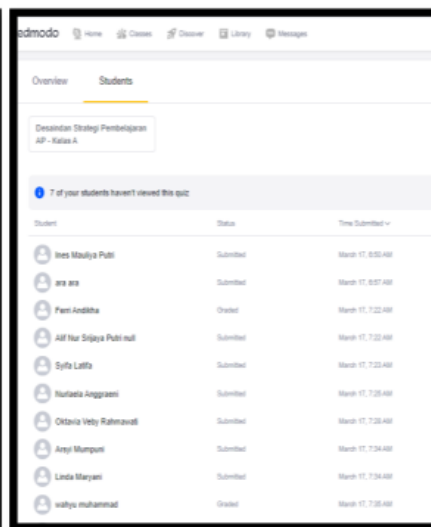 edmodo Home Classes Discover Library Messages
Overview Students
Desaindan Strategi Pembelajaran
AP - Kelas A
7 of your students haven't viewed this quiz
Student Status Time Submitted
Ines Mauliya Putri Submitted March 17, 6:50 AM
ara ara Submitted March 17, 6:57 AM
Ferri Andikha Graded March 17, 7:22 AM
Alif Nur Srijaya Putri null Submitted March 17, 7:22 AM
Syifa Latifa Submitted March 17, 7:23 AM
Nurlaela Anggraeni Submitted March 17, 7:25 AM
Oktavia Veby Rahmawati Submitted March 17, 7:28 AM
Arsyi Mumpuni Submitted March 17, 7:34 AM
Linda Maryani Submitted March 17, 7:34 AM
wahyu muhammad Graded March 17, 7:35 AM